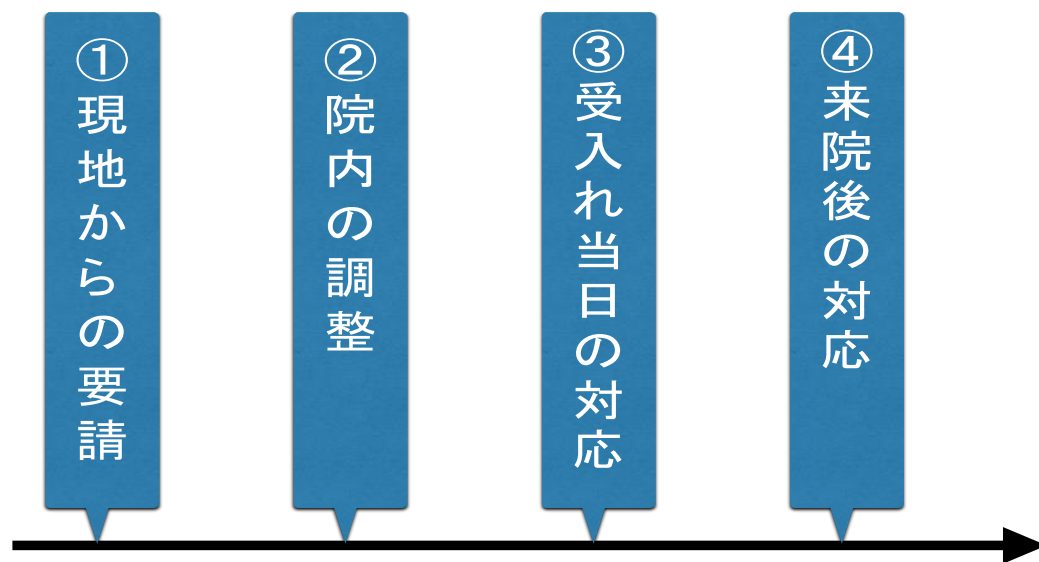 ①現地からの要請
②院内の調整
③受入れ当日の対応
④来院後の対応